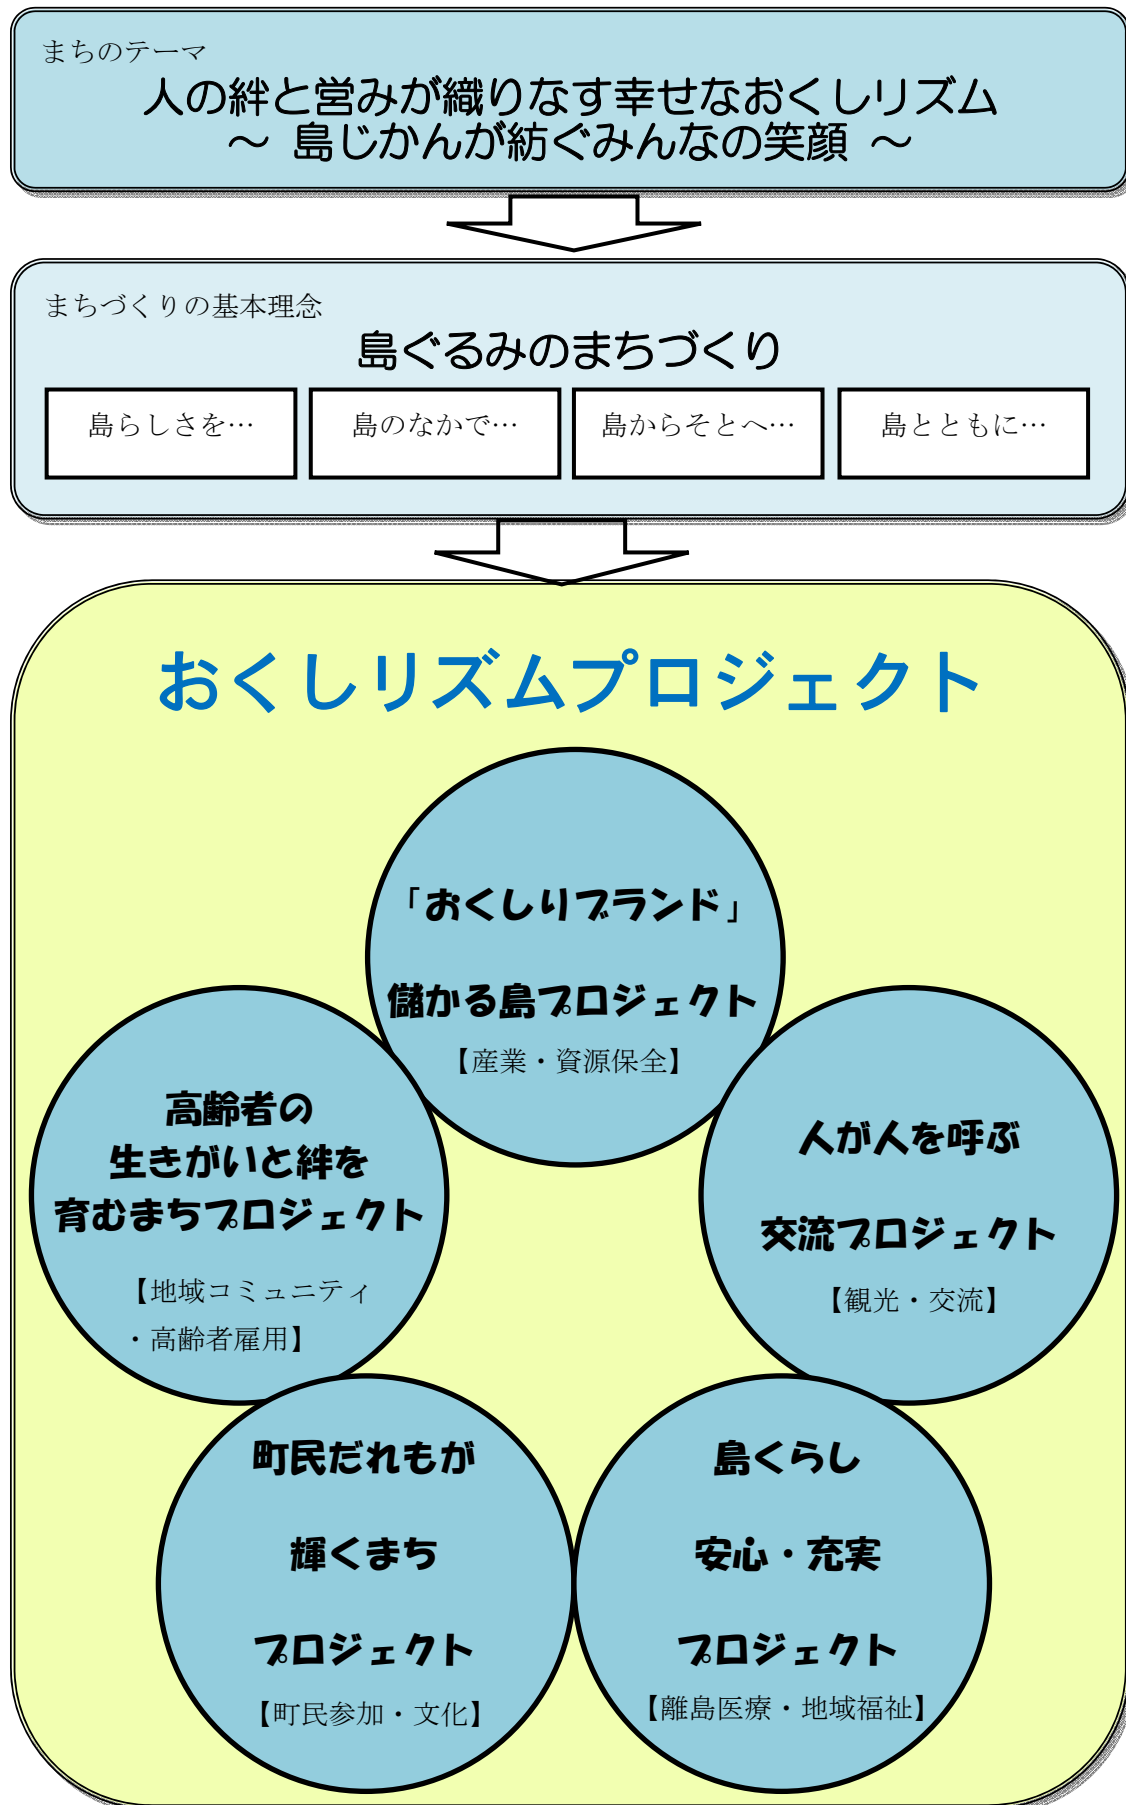 まちのテーマ
人の絆と営みが織りなす幸せなおくしリズム
～ 島じかんが紡ぐみんなの笑顔 ～
まちづくりの基本理念
島ぐるみのまちづくり
島らしさを…
島のなかで…
島からそとへ…
島とともに…
おくしリズムプロジェクト
「おくしりブランド」
儲かる島プロジェクト
【産業・資源保全】
高齢者の
生きがいと絆を
育むまちプロジェクト
【地域コミュニティ
・高齢者雇用】
人が人を呼ぶ
交流プロジェクト
【観光・交流】
町民だれもが
輝くまち
プロジェクト
【町民参加・文化】
島くらし
安心・充実
プロジェクト
【離島医療・地域福祉】